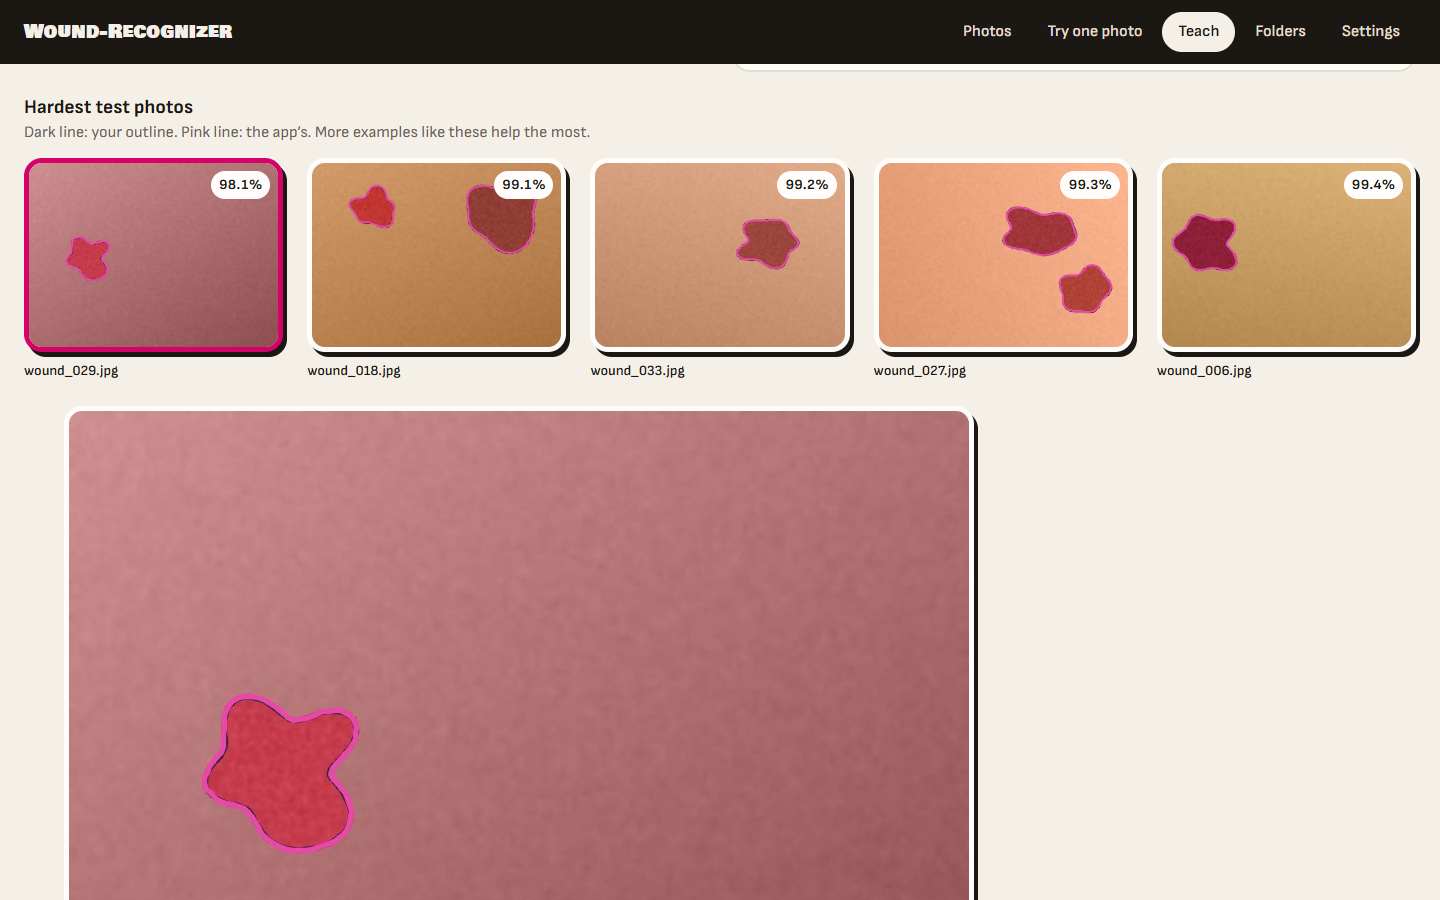 Wound-Recognizer
Photos
Try one photo
Teach
Folders
Settings
Hardest test photos
Dark line: your outline. Pink line: the app's. More examples like these help the most.
98.1%
99.1%
99.2%
99.3%
99.4%
wound_029.jpg
wound_018.jpg
wound_033.jpg
wound_027.jpg
wound_006.jpg